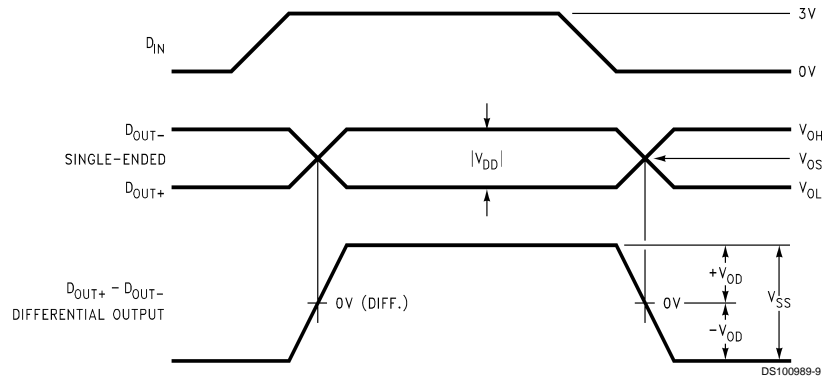 3V
D_IN
0V
D_OUT-
V_OH
SINGLE-ENDED
|V_DD|
V_OS
D_OUT+
V_OL
D_OUT+ - D_OUT-
DIFFERENTIAL OUTPUT
0V (DIFF.)
0V
+V_OD
V_SS
-V_OD
DS100989-9